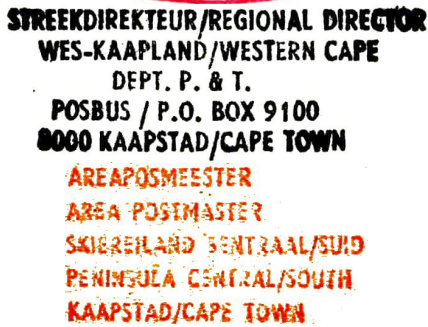 STREEKDIREKTEUR/REGIONAL DIRECTOR
WES-KAAPLAND/WESTERN CAPE
DEPT. P. & T.
POSBUS / P.O. BOX 9100
8000 KAAPSTAD/CAPE TOWN
AREAPOSMEESTER
AREA POSTMASTER
SKIEREILAND SENTRAAL/SUID
PENINSULA CENTRAL/SOUTH
KAAPSTAD/CAPE TOWN